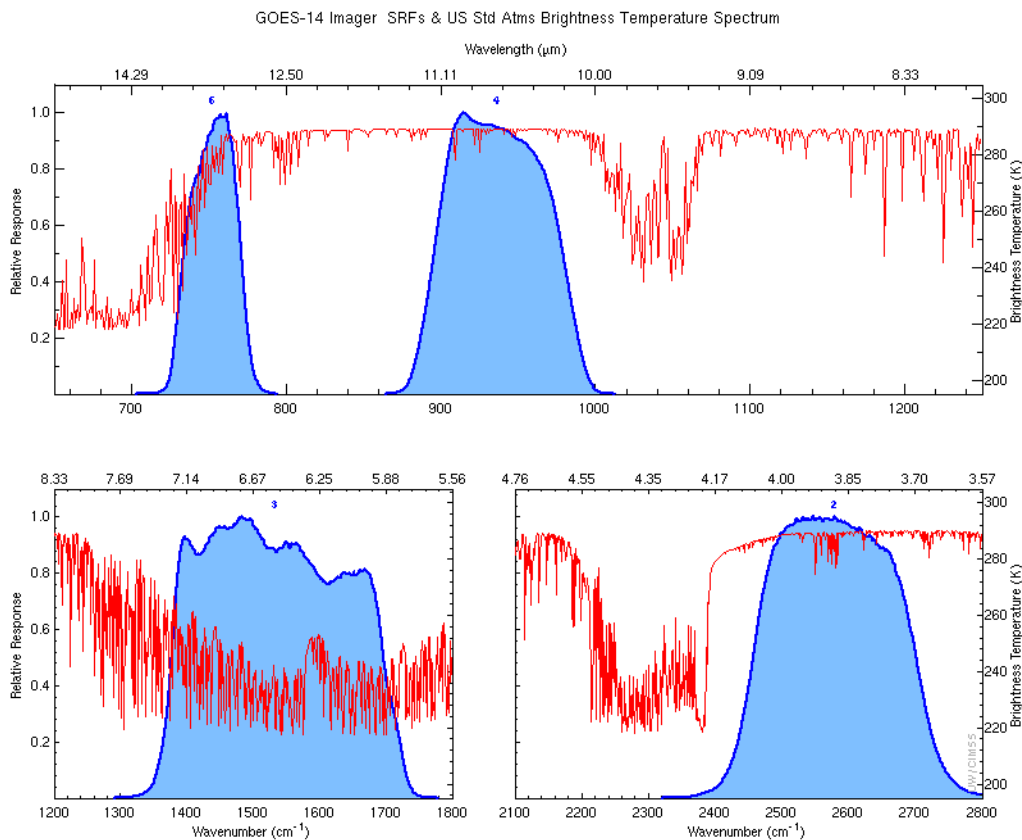 GOES-14 Imager SRFs & US Std Atms Brightness Temperature Spectrum
Wavelength (μm)
14.29 12.50 11.11 10.00 9.09 8.33
6 4
1.0 300
0.8 280
0.6 260
0.4 240
0.2 220
200
Relative Response
Brightness Temperature (K)
700 800 900 1000 1100 1200
8.33 7.69 7.14 6.67 6.25 5.88 5.56
3
1.0
0.8
0.6
0.4
0.2
Relative Response
1200 1300 1400 1500 1600 1700 1800
Wavenumber (cm⁻¹)
4.76 4.55 4.35 4.17 4.00 3.85 3.70 3.57
2
300
280
260
240
220
200
Brightness Temperature (K)
UW/CIMSS
2100 2200 2300 2400 2500 2600 2700 2800
Wavenumber (cm⁻¹)